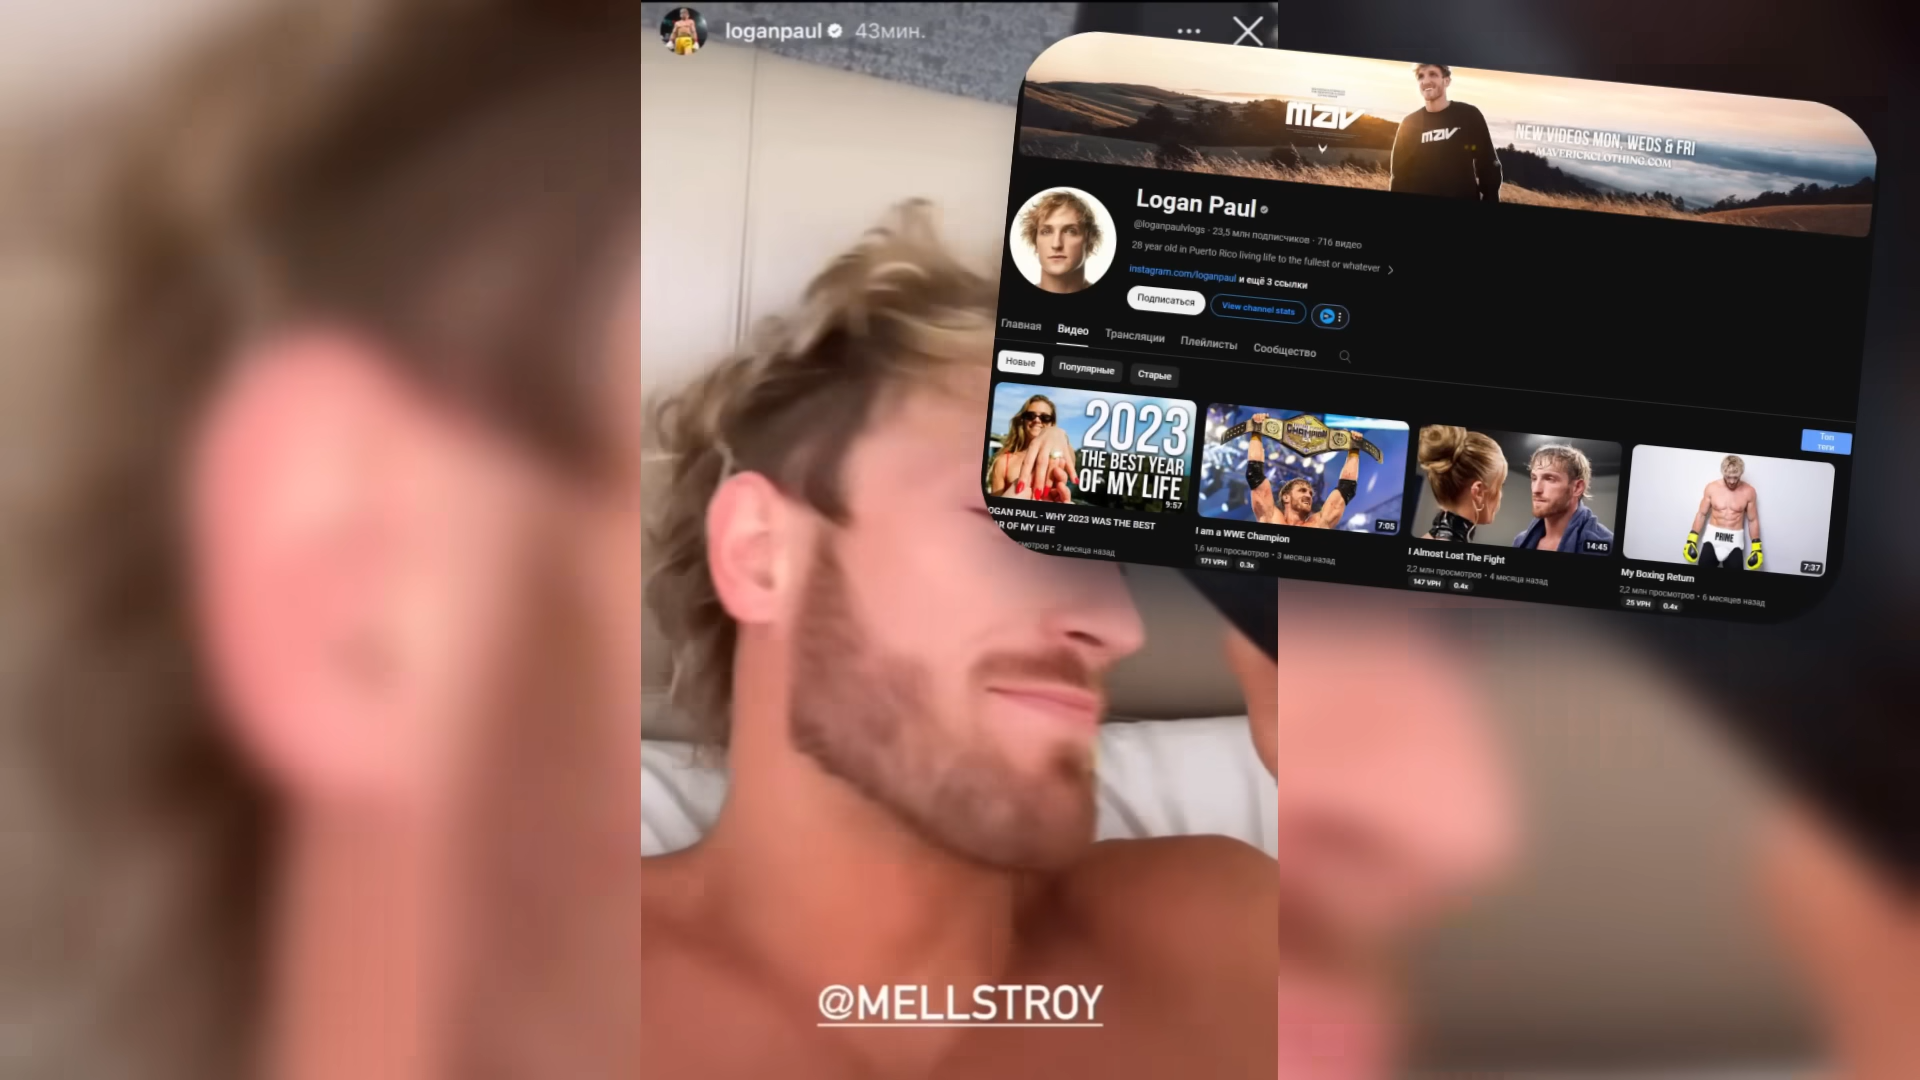 loganpaul 43мин.
mav
mav
NEW VIDEOS MON, WEDS & FRI
MAVERICKCLOTHING.COM
Logan Paul
@loganpaulvlogs · 23,5 млн подписчиков · 716 видео
28 year old in Puerto Rico living life to the fullest or whatever
instagram.com/loganpaul и ещё 3 ссылки
Подписаться View channel stats
Главная Видео Трансляции Плейлисты Сообщество
Новые Популярные Старые
Топ
теги
2023
THE BEST YEAR
OF MY LIFE
9:57
CHAMPION
7:05
14:45
PRINE
7:37
OGAN PAUL - WHY 2023 WAS THE BEST
AR OF MY LIFE
смотров • 2 месяца назад
I am a WWE Champion
1,6 млн просмотров • 3 месяца назад
171 VPH 0.3x
I Almost Lost The Fight
2,2 млн просмотров • 4 месяца назад
147 VPH 0.4x
My Boxing Return
2,2 млн просмотров • 6 месяцев назад
25 VPH 0.4x
@MELLSTROY